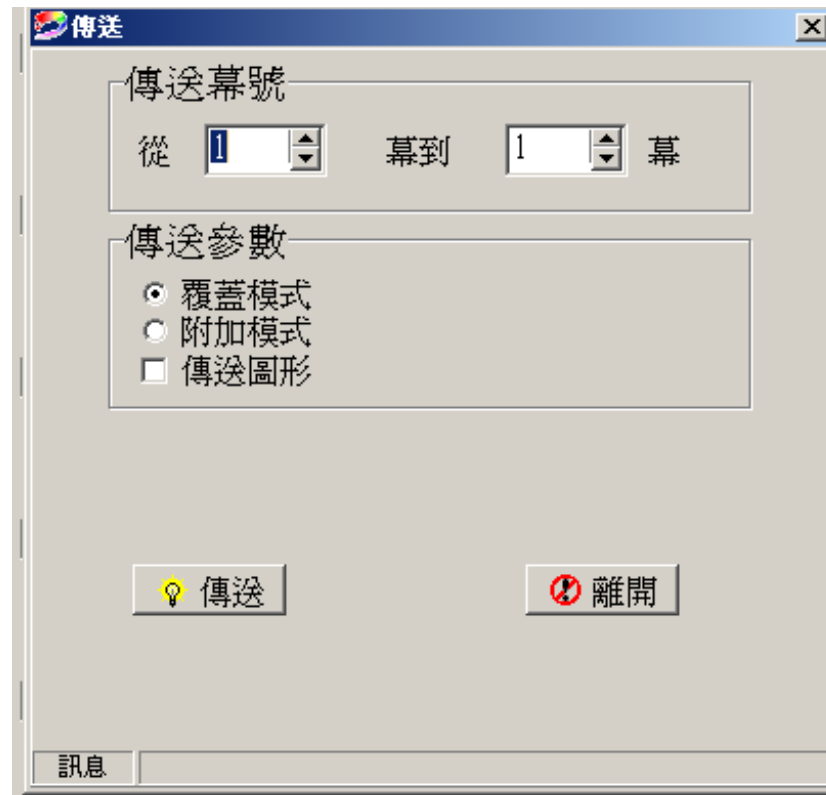 傳送
傳送幕號
從 1 幕到 1 幕
傳送參數
覆蓋模式
附加模式
傳送圖形
傳送 離開
訊息